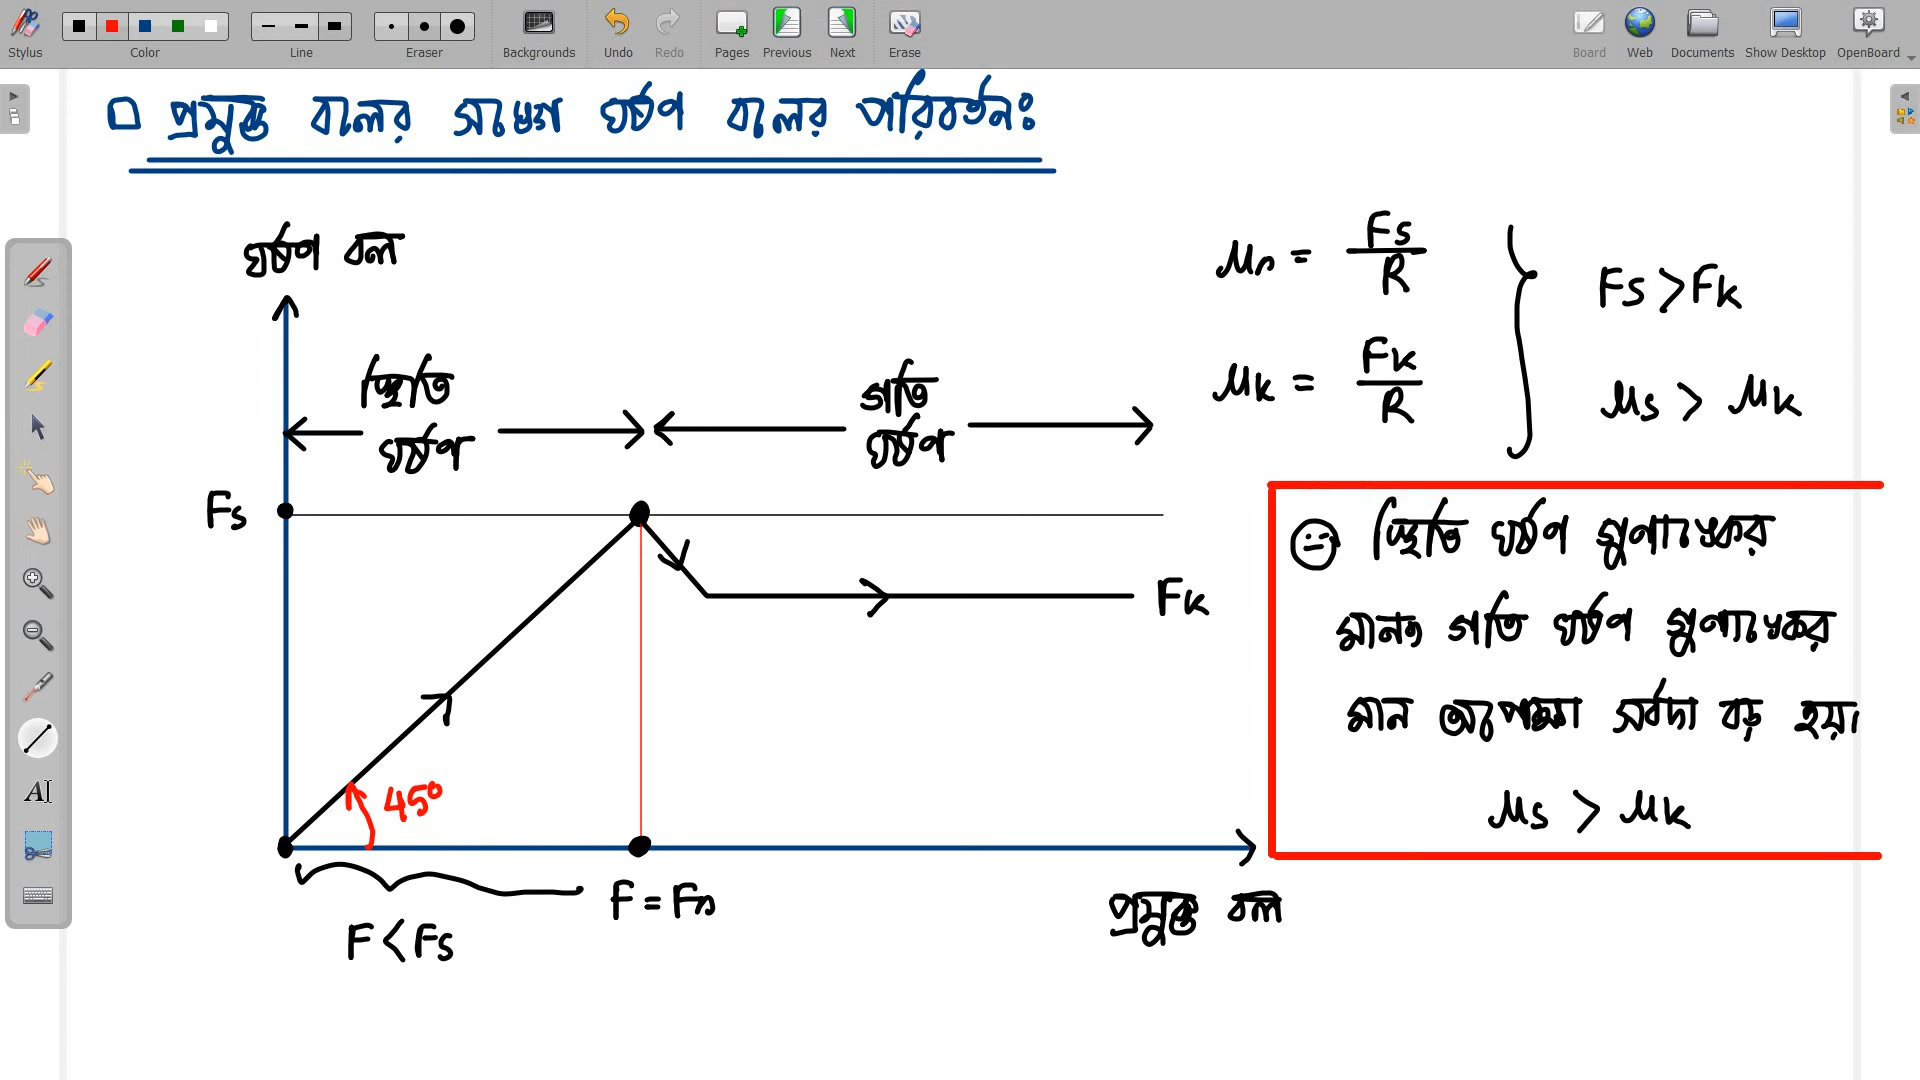 Stylus
Color
Line
Eraser
Backgrounds
Undo
Redo
Pages
Previous
Next
Erase
Board
Web
Documents
Show Desktop
OpenBoard
□ প্রযুক্ত বলের সাথে ঘর্ষণ বলের পরিবর্তনঃ
ঘর্ষণ বল
স্থিতি
ঘর্ষণ
গতি
ঘর্ষণ
Fs
Fk
45°
F = Fs
F < Fs
প্রযুক্ত বল
μs = Fs/R
μk = Fk/R
Fs > Fk
μs > μk
স্থিতি ঘর্ষণ গুণাংকের
মান গতি ঘর্ষণ গুণাংকের
মান অপেক্ষা সর্বদা বড় হয়।
μs > μk